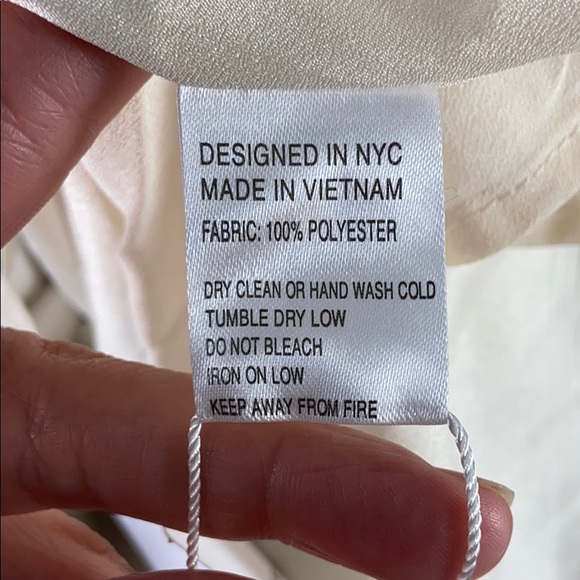 DESIGNED IN NYC
MADE IN VIETNAM
FABRIC: 100% POLYESTER
DRY CLEAN OR HAND WASH COLD
TUMBLE DRY LOW
DO NOT BLEACH
IRON ON LOW
KEEP AWAY FROM FIRE